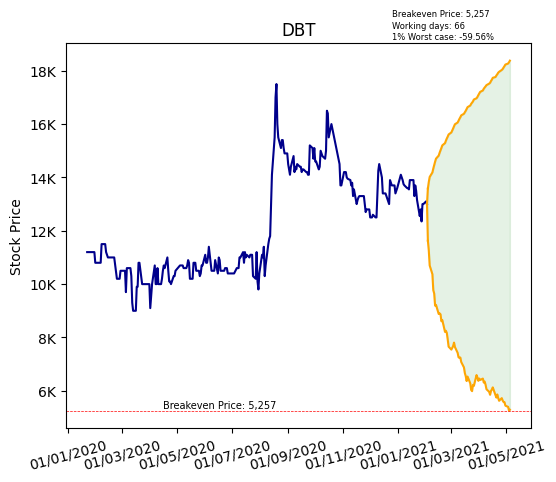 Breakeven Price: 5,257
Working days: 66
1% Worst case: -59.56%
DBT
18K
16K
14K
12K
10K
8K
6K
Stock Price
Breakeven Price: 5,257
01/01/2020
01/03/2020
01/05/2020
01/07/2020
01/09/2020
01/11/2020
01/01/2021
01/03/2021
01/05/2021